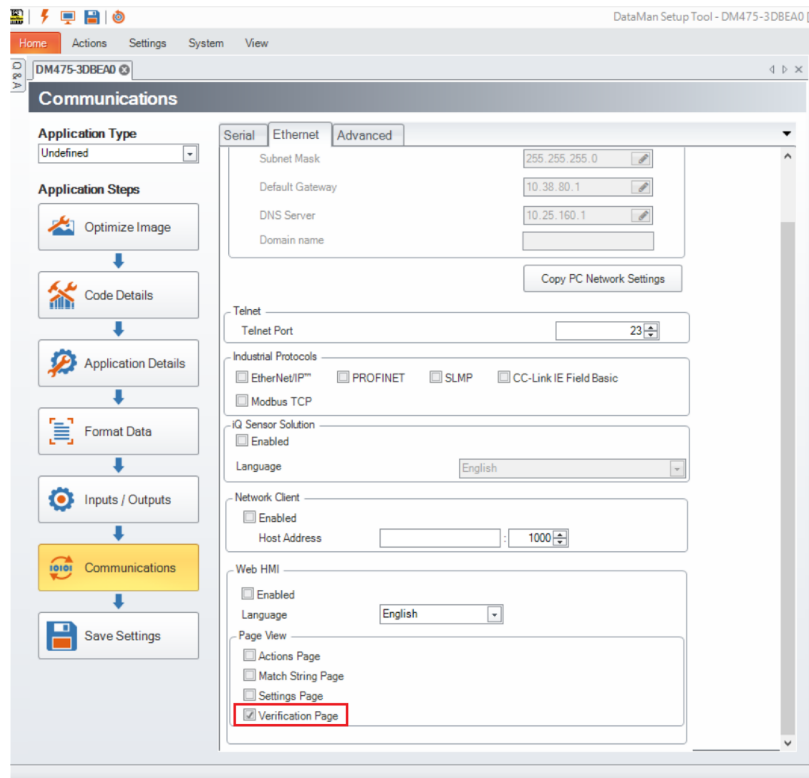 DataMan Setup Tool - DM475-3DBEA0 [
Home Actions Settings System View
Q&A
DM475-3DBEA0
Communications
Application Type
Undefined
Application Steps
Optimize Image
Code Details
Application Details
Format Data
Inputs / Outputs
Communications
Save Settings
Serial Ethernet Advanced
Subnet Mask 255.255.255.0
Default Gateway 10.38.80.1
DNS Server 10.25.160.1
Domain name
Copy PC Network Settings
Telnet
Telnet Port 23
Industrial Protocols
EtherNet/IP™ PROFINET SLMP CC-Link IE Field Basic
Modbus TCP
iQ Sensor Solution
Enabled
Language English
Network Client
Enabled
Host Address : 1000
Web HMI
Enabled
Language English
Page View
Actions Page
Match String Page
Settings Page
Verification Page